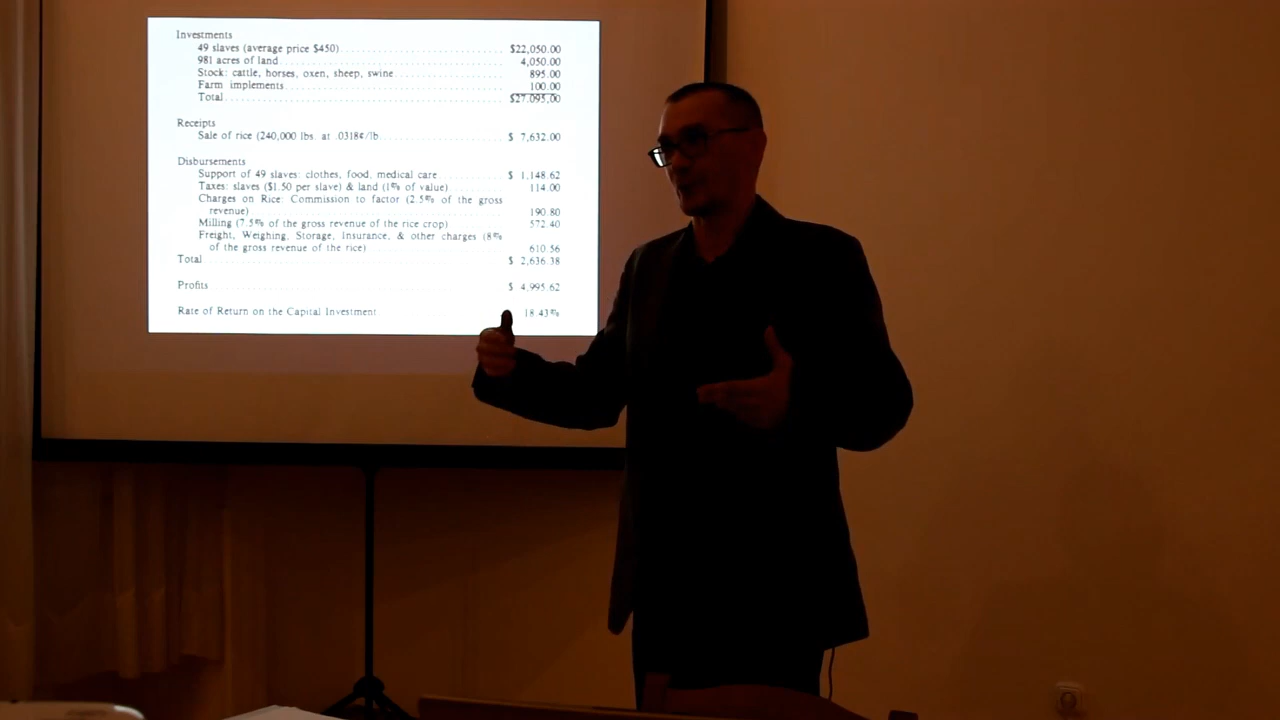 Investments
49 slaves (average price $450) $22,050.00
981 acres of land 4,050.00
Stock: cattle, horses, oxen, sheep, swine 895.00
Farm implements 100.00
Total $27,095.00
Receipts
Sale of rice (240,000 lbs. at .0318¢/lb. $ 7,632.00
Disbursements
Support of 49 slaves: clothes, food, medical care $ 1,148.62
Taxes: slaves ($1.50 per slave) & land (1% of value) 114.00
Charges on Rice: Commission to factor (2.5% of the gross
revenue) 190.80
Milling (7.5% of the gross revenue of the rice crop) 572.40
Freight, Weighing, Storage, Insurance, & other charges (8%
of the gross revenue of the rice) 610.56
Total $ 2,636.38
Profits $ 4,995.62
Rate of Return on the Capital Investment 18.43%